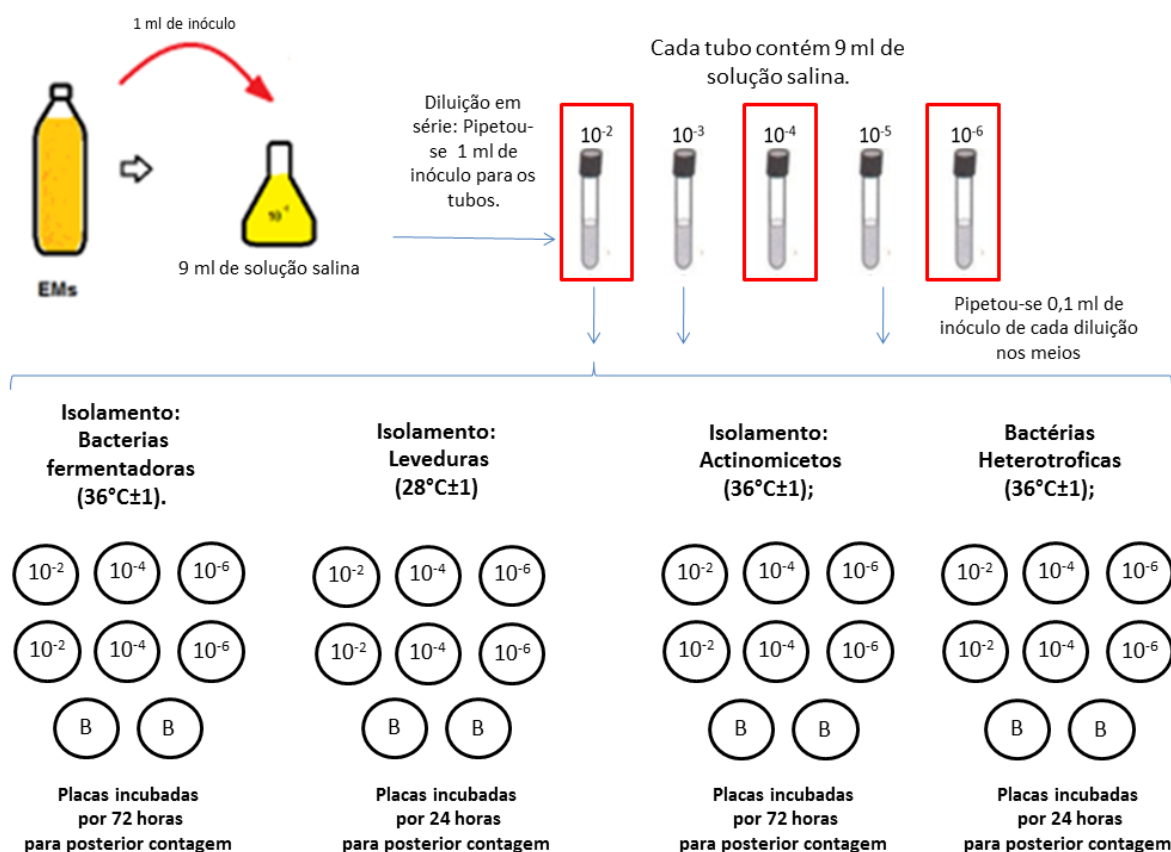 1 ml de inóculo
Cada tubo contém 9 ml de
solução salina.
Diluição em
série: Pipetou-
se 1 ml de
inóculo para os
tubos.
10-2
10-3
10-4
10-5
10-6
9 ml de solução salina
EMs
Pipetou-se 0,1 ml de
inóculo de cada diluição
nos meios
Isolamento:
Bacterias
fermentadoras
(36°C±1).
Isolamento:
Leveduras
(28°C±1)
Isolamento:
Actinomicetos
(36°C±1);
Bactérias
Heterotroficas
(36°C±1);
10-2 10-4 10-6
10-2 10-4 10-6
B B
10-2 10-4 10-6
10-2 10-4 10-6
B B
10-2 10-4 10-6
10-2 10-4 10-6
B B
10-2 10-4 10-6
10-2 10-4 10-6
B B
Placas incubadas
por 72 horas
para posterior contagem
Placas incubadas
por 24 horas
para posterior contagem
Placas incubadas
por 72 horas
para posterior contagem
Placas incubadas
por 24 horas
para posterior contagem